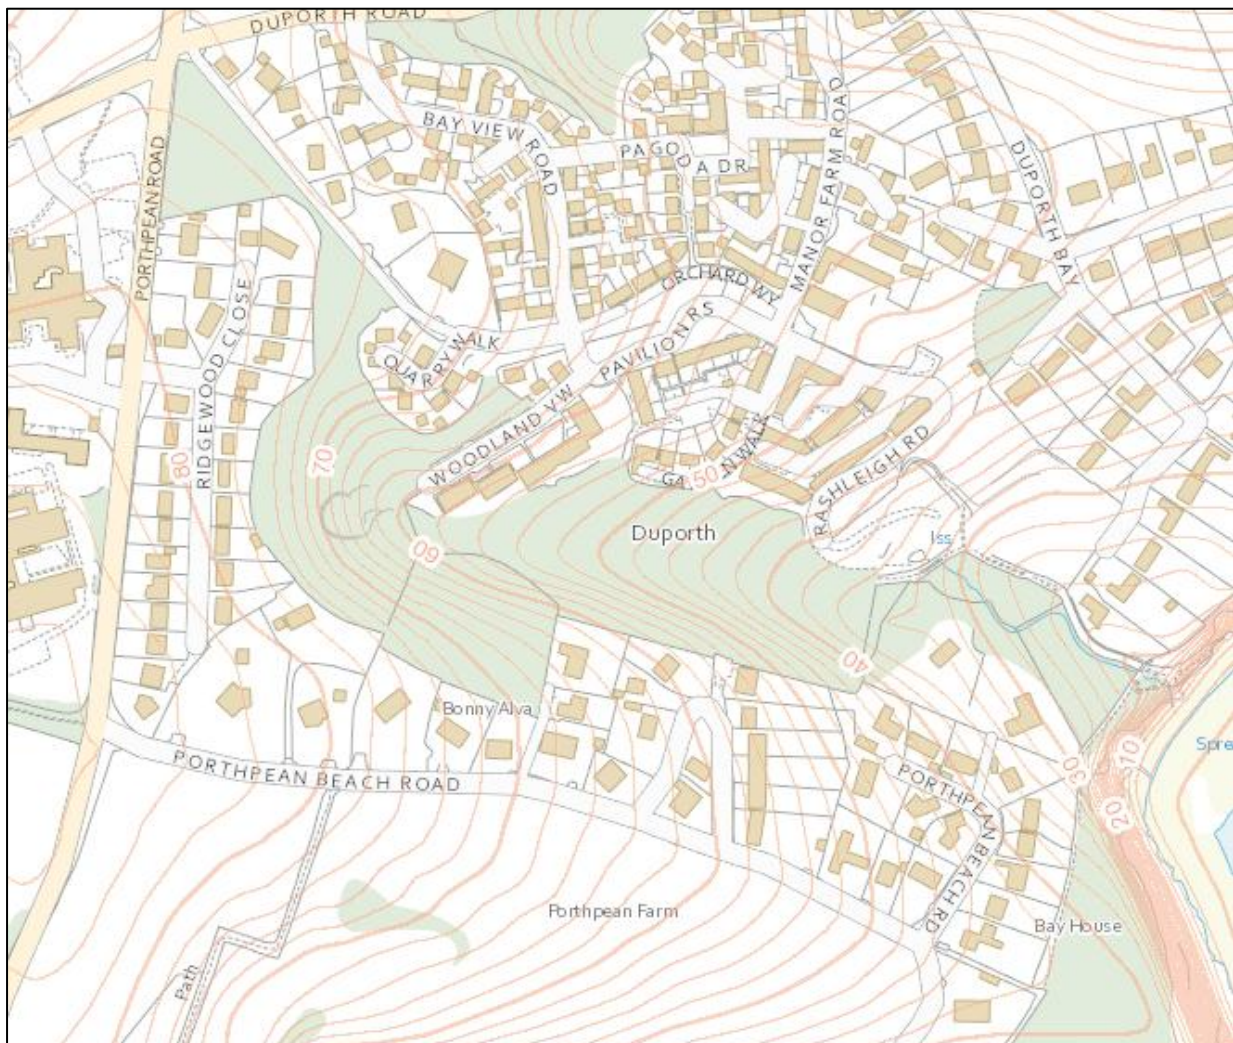 DUPORTH ROAD
BAY VIEW ROAD
PAGODA DR
MANOR FARM ROAD
DUPORTH BAY
PORTHPEAN ROAD
ORCHARD WY
RIDGEWOOD CLOSE
QUARRY WALK
PAVILION RS
WOODLAND VW
WALK
RASHLEIGH RD
70
80
50
60
Duporth
Iss
40
Bonny Alva
PORTHPEAN BEACH ROAD
PORTHPEAN BEACH RD
30
10
20
Spre
Porthpean Farm
Bay House
Path